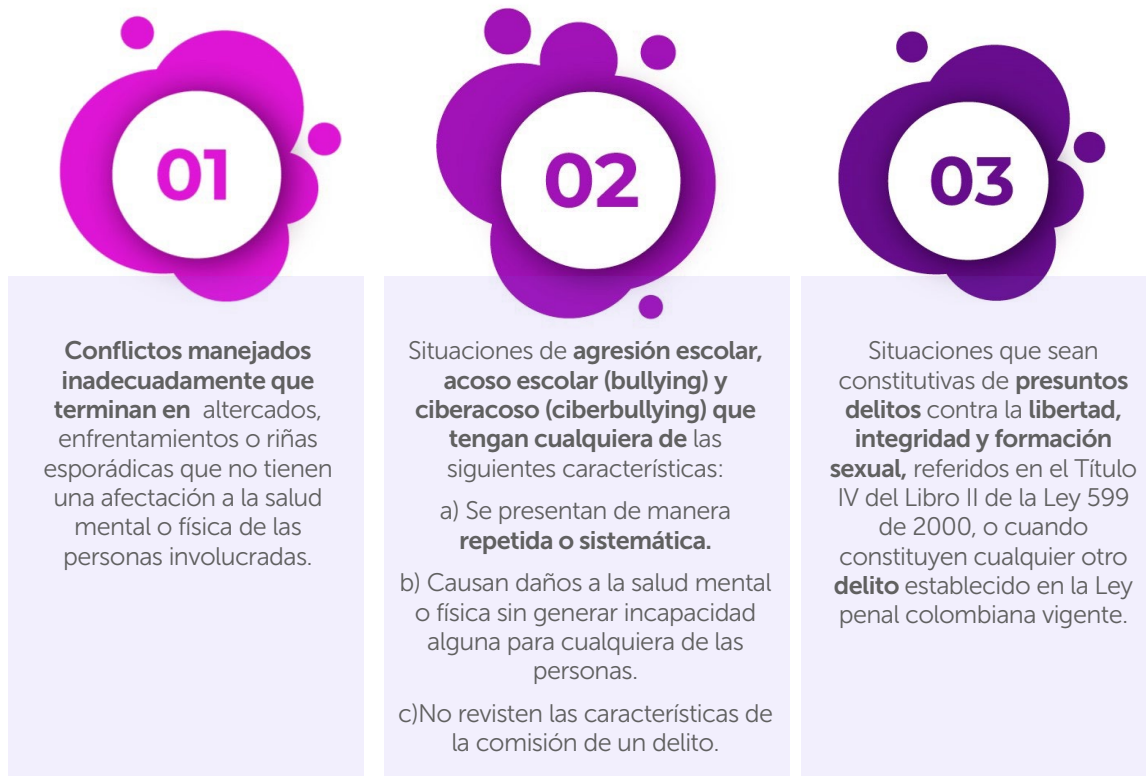 01
Conflictos manejados
inadecuadamente que
terminan en altercados,
enfrentamientos o riñas
esporádicas que no tienen
una afectación a la salud
mental o física de las
personas involucradas.
02
Situaciones de agresión escolar,
acoso escolar (bullying) y
ciberacoso (ciberbullying) que
tengan cualquiera de las
siguientes características:
a) Se presentan de manera
repetida o sistemática.
b) Causan daños a la salud mental
o física sin generar incapacidad
alguna para cualquiera de las
personas.
c)No revisten las características de
la comisión de un delito.
03
Situaciones que sean
constitutivas de presuntos
delitos contra la libertad,
integridad y formación
sexual, referidos en el Título
IV del Libro II de la Ley 599
de 2000, o cuando
constituyen cualquier otro
delito establecido en la Ley
penal colombiana vigente.